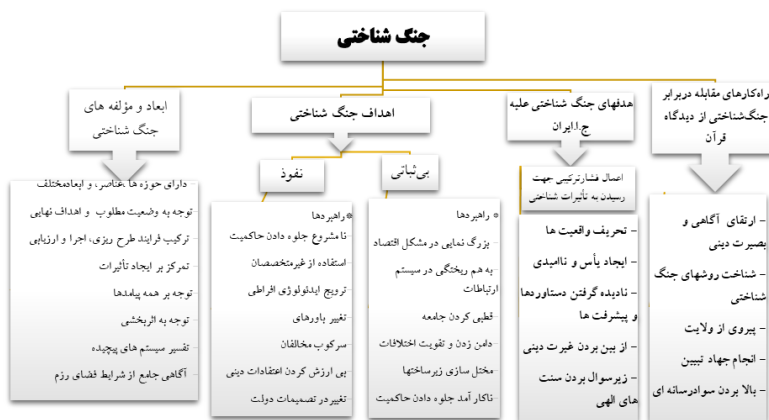 جنگ شناختی
راه‌کارهای مقابله دربرابر
جنگ‌شناختی از دیدگاه
قرآن
– ارتقای آگاهی و
بصیرت دینی
– شناخت روشهای جنگ
شناختی
– پیروی از ولایت
– انجام جهاد تبیین
– بالا بردن سوادرسانه ای
هدفهای جنگ شناختی علیه
ج.ا.ایران
اعمال فشارترکیبی جهت
رسیدن به تأثیرات شناختی
– تحریف واقعیت ها
– ایجاد یأس و ناامیدی
– نادیده گرفتن دستاوردها
و پیشرفت ها
– از بین بردن غیرت دینی
– زیرسوال بردن سنت
های الهی
اهداف جنگ شناختی
بی‌ثباتی
* راهبردها
– بزرگ نمایی در مشکل اقتصاد
– به هم ریختگی در سیستم
ارتباطات
– قطبی کردن جامعه
– دامن زدن و تقویت اختلافات
– مختل سازی زیرساختها
– ناکار آمد جلوه دادن حاکمیت
نفوذ
* راهبردها
– نا مشروع جلوه دادن حاکمیت
– استفاده از غیرمتخصصان
– ترویج ایدئولوژی افراطی
– تغییر باورهای
– سرکوب مخالفان
– بی ارزش کردن اعتقادات دینی
– تغییر در تصمیمات دولت
ابعاد و مؤلفه های
جنگ شناختی
– دارای حوزه ها ،عناصر، و ابعادمختلف
– توجه به وضعیت مطلوب و اهداف نهایی
– ترکیب فرایند طرح ریزی، اجرا و ارزیابی
– تمرکز بر ایجاد تأثیرات
– توجه بر همه پیامدها
– توجه به اثربخشی
– تفسیر سیستم های پیچیده
– آگاهی جامع از شرایط فضای رزم